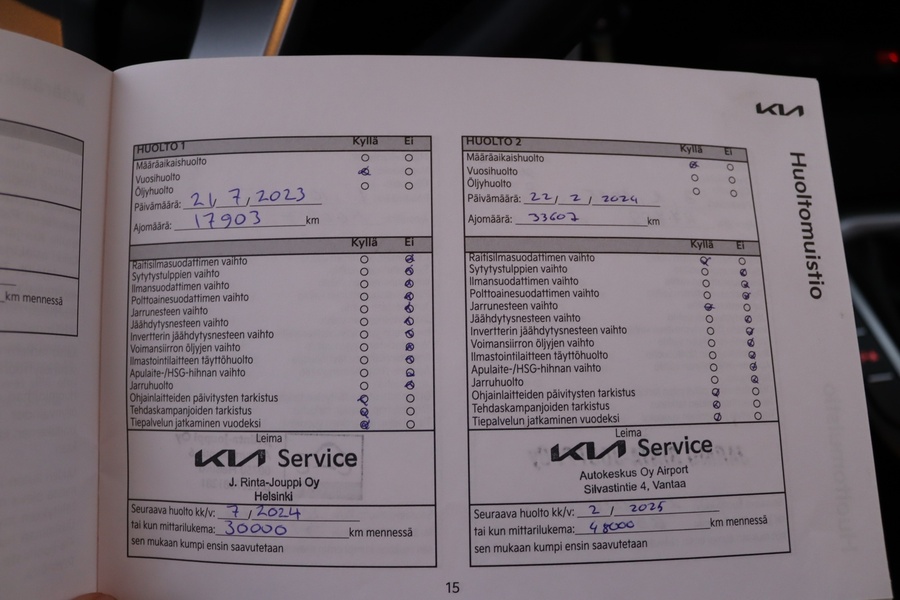 KIA
Huoltomuistio
km mennessä
HUOLTO 1 Kyllä Ei
Määräaikaishuolto
Vuosihuolto
Öljyhuolto
Päivämäärä: 21, 7, 2023
Ajomäärä: 17903 km
Kyllä Ei
Raitisilmasuodattimen vaihto
Sytytystulppien vaihto
Ilmansuodattimen vaihto
Polttoainesuodattimen vaihto
Jarrunesteen vaihto
Jäähdytysnesteen vaihto
Invertterin jäähdytysnesteen vaihto
Voimansiirron öljyjen vaihto
Ilmastointilaitteen täyttöhuolto
Apulaite-/HSG-hihnan vaihto
Jarruhuolto
Ohjainlaitteiden päivitysten tarkistus
Tehdaskampanjoiden tarkistus
Tiepalvelun jatkaminen vuodeksi
Leima
KIA Service
J. Rinta-Jouppi Oy
Helsinki
Seuraava huolto kk/v: 7 / 2024
tai kun mittarilukema: 30000 km mennessä
sen mukaan kumpi ensin saavutetaan
HUOLTO 2 Kyllä Ei
Määräaikaishuolto
Vuosihuolto
Öljyhuolto
Päivämäärä: 22, 2, 2024
Ajomäärä: 33607 km
Kyllä Ei
Raitisilmasuodattimen vaihto
Sytytystulppien vaihto
Ilmansuodattimen vaihto
Polttoainesuodattimen vaihto
Jarrunesteen vaihto
Jäähdytysnesteen vaihto
Invertterin jäähdytysnesteen vaihto
Voimansiirron öljyjen vaihto
Ilmastointilaitteen täyttöhuolto
Apulaite-/HSG-hihnan vaihto
Jarruhuolto
Ohjainlaitteiden päivitysten tarkistus
Tehdaskampanjoiden tarkistus
Tiepalvelun jatkaminen vuodeksi
Leima
KIA Service
Autokeskus Oy Airport
Silvastintie 4, Vantaa
Seuraava huolto kk/v: 2 / 2025
tai kun mittarilukema: 48000 km mennessä
sen mukaan kumpi ensin saavutetaan
15